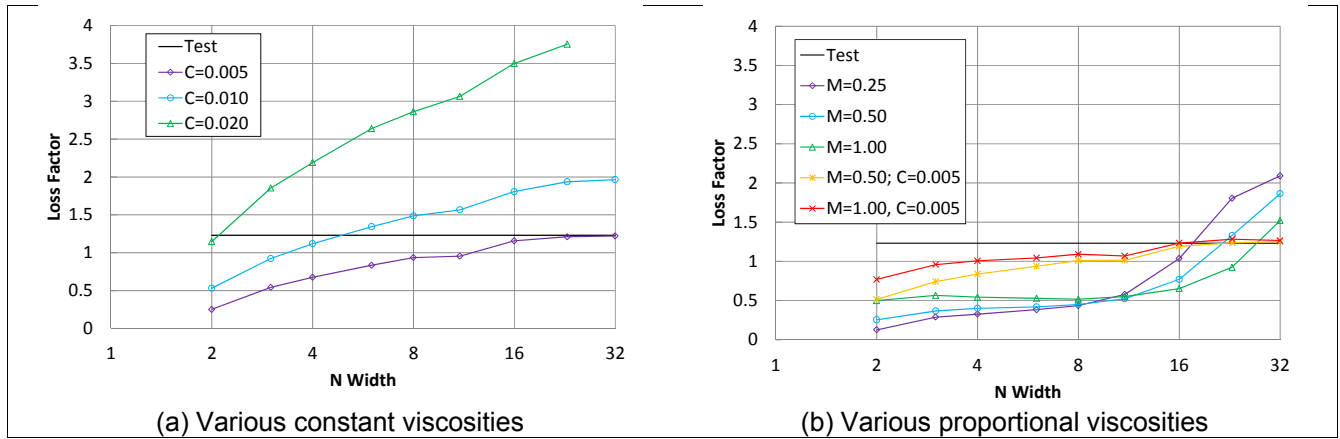 4
3.5
3
2.5
2
1.5
1
0.5
0
Loss Factor
1 2 4 8 16 32
N Width
Test
C=0.005
C=0.010
C=0.020
(a) Various constant viscosities
4
3.5
3
2.5
2
1.5
1
0.5
0
Loss Factor
1 2 4 8 16 32
N Width
Test
M=0.25
M=0.50
M=1.00
M=0.50; C=0.005
M=1.00, C=0.005
(b) Various proportional viscosities